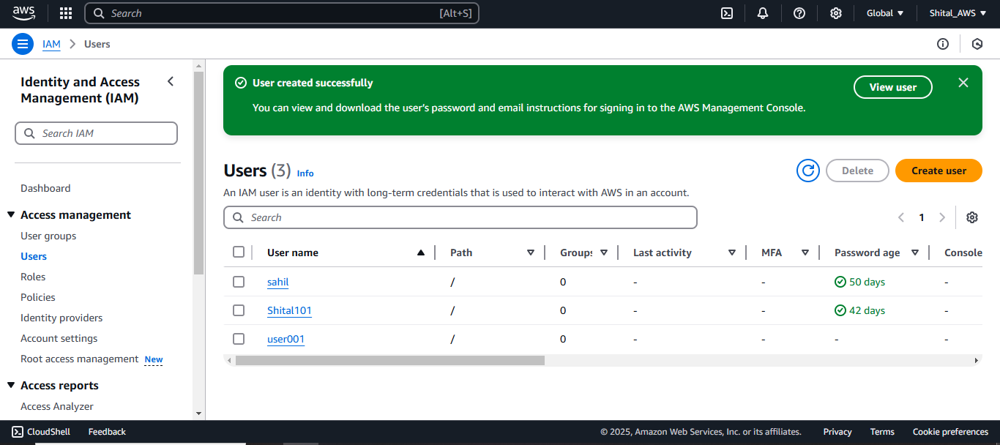 aws
Search [Alt+S]
Global
Shital_AWS
IAM > Users
Identity and Access
Management (IAM)
Search IAM
Dashboard
Access management
User groups
Users
Roles
Policies
Identity providers
Account settings
Root access management New
Access reports
Access Analyzer
User created successfully
You can view and download the user's password and email instructions for signing in to the AWS Management Console.
View user
Users (3) Info
Delete
Create user
An IAM user is an identity with long-term credentials that is used to interact with AWS in an account.
Search
1
User name Path Groups Last activity MFA Password age Console
sahil / 0 - - 50 days -
Shital101 / 0 - - 42 days -
user001 / 0 - - - -
CloudShell Feedback © 2025, Amazon Web Services, Inc. or its affiliates. Privacy Terms Cookie preferences